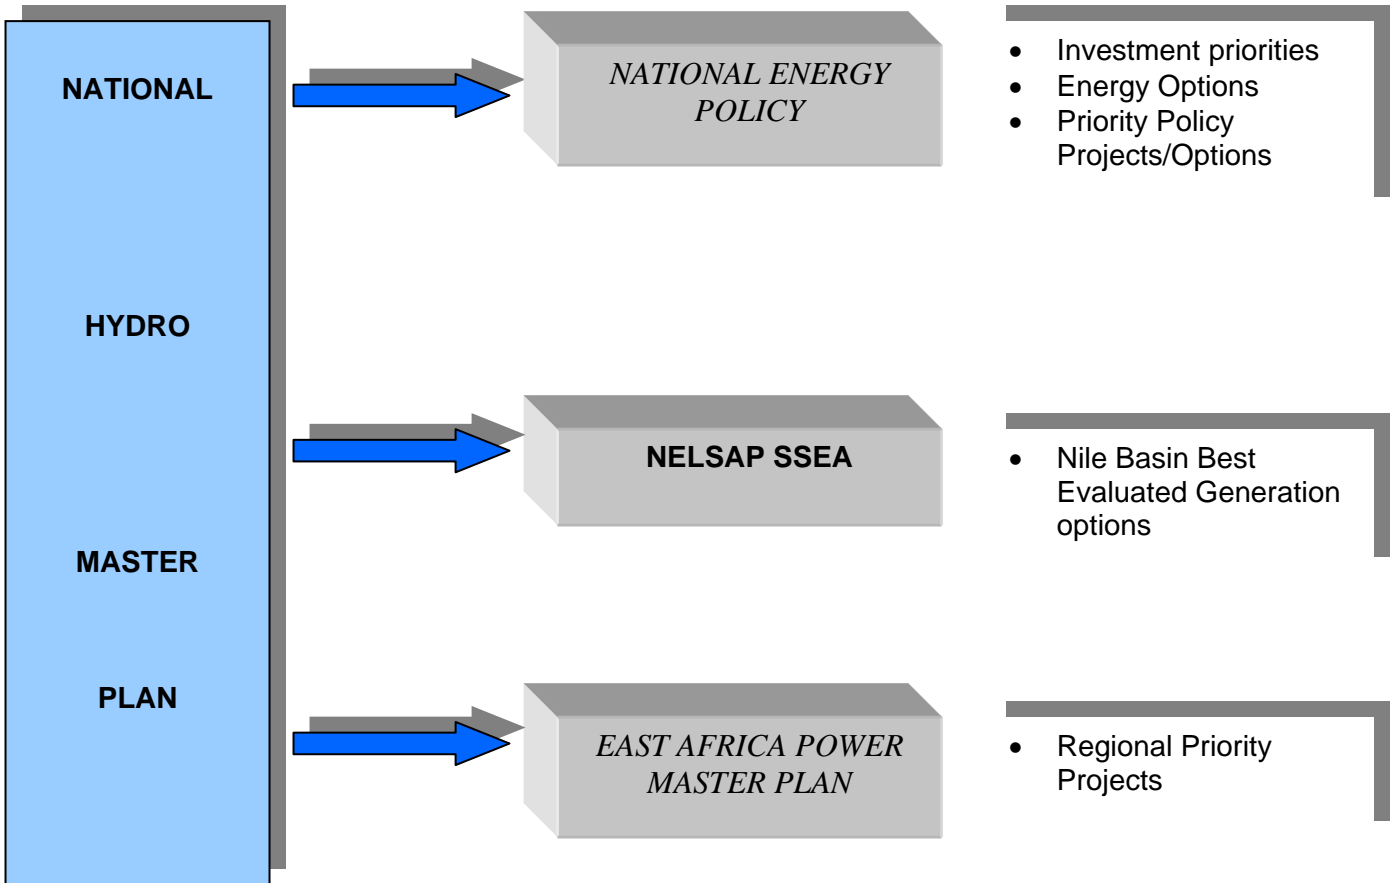 NATIONAL
HYDRO
MASTER
PLAN
NATIONAL ENERGY
POLICY
• Investment priorities
• Energy Options
• Priority Policy
Projects/Options
NELSAP SSEA
• Nile Basin Best
Evaluated Generation
options
EAST AFRICA POWER
MASTER PLAN
• Regional Priority
Projects